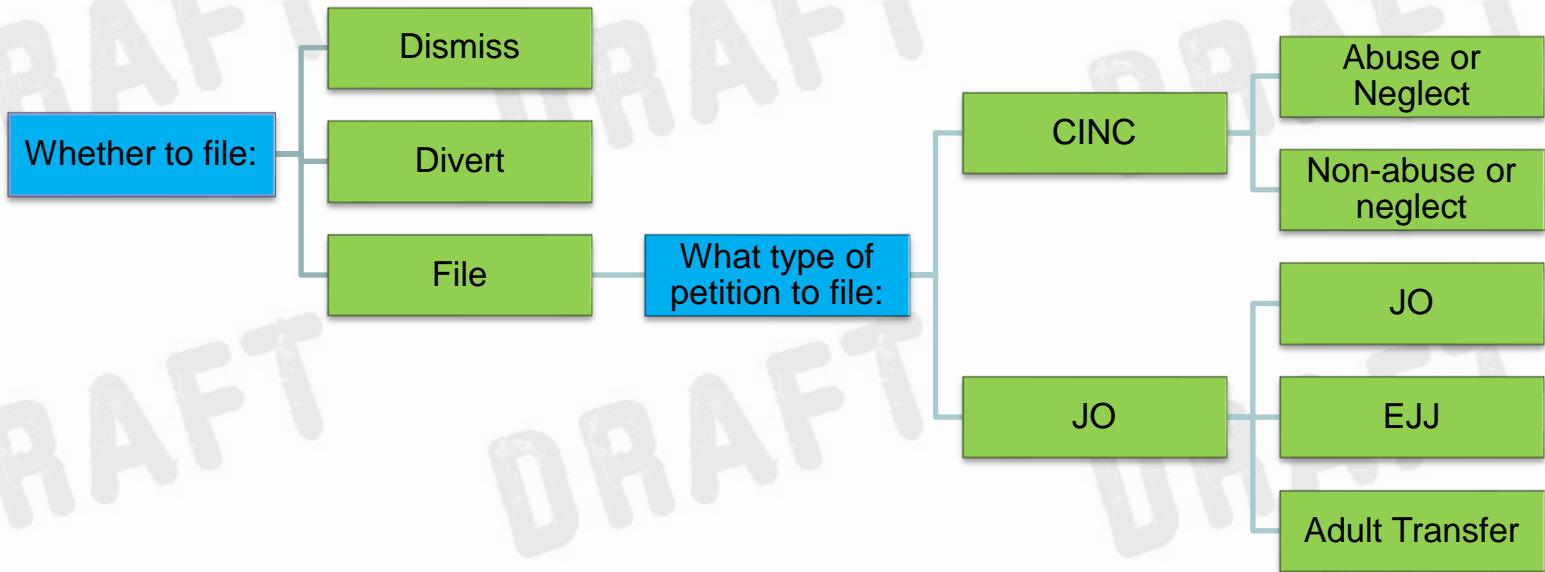 Whether to file:
Dismiss
Divert
File
What type of
petition to file:
CINC
Abuse or
Neglect
Non-abuse or
neglect
JO
JO
EJJ
Adult Transfer
DRAFT
DRAFT
DRAFT
DRAFT
DRAFT
DRAFT